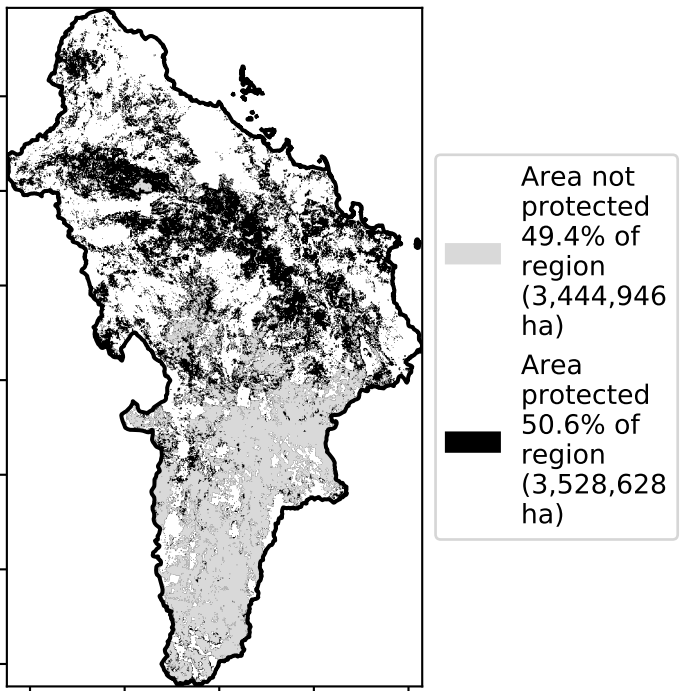 Area not
protected
49.4% of
region
(3,444,946
ha)
Area
protected
50.6% of
region
(3,528,628
ha)